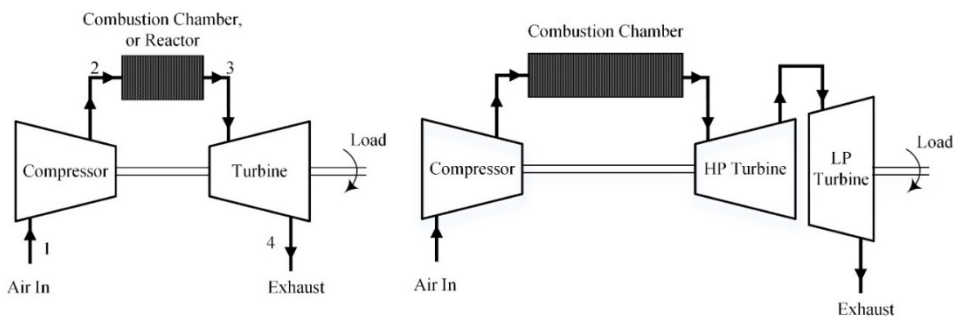 Combustion Chamber,
or Reactor
2
3
Compressor
Turbine
Load
1
4
Air In
Exhaust
Combustion Chamber
Compressor
HP Turbine
LP
Turbine
Load
Air In
Exhaust